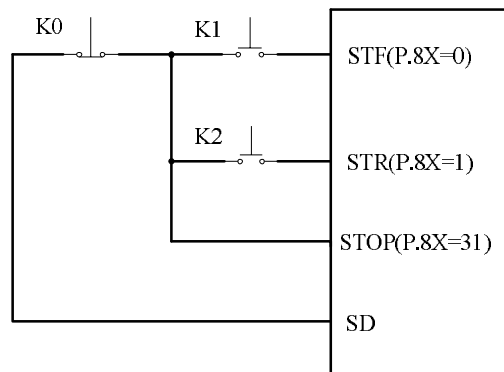 K0
K1
STF(P.8X=0)
K2
STR(P.8X=1)
STOP(P.8X=31)
SD